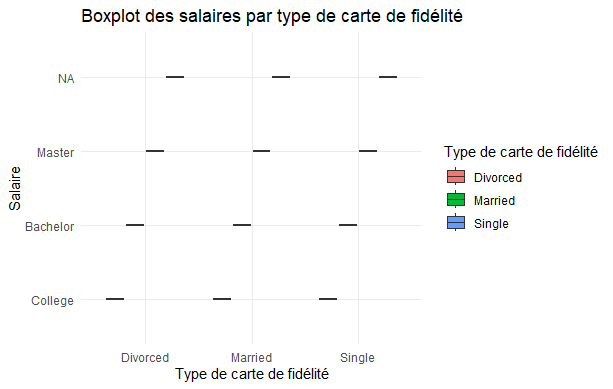 Boxplot des salaires par type de carte de fidélité
NA
Master
Bachelor
College
Salaire
Divorced
Married
Single
Type de carte de fidélité
Type de carte de fidélité
Divorced
Married
Single